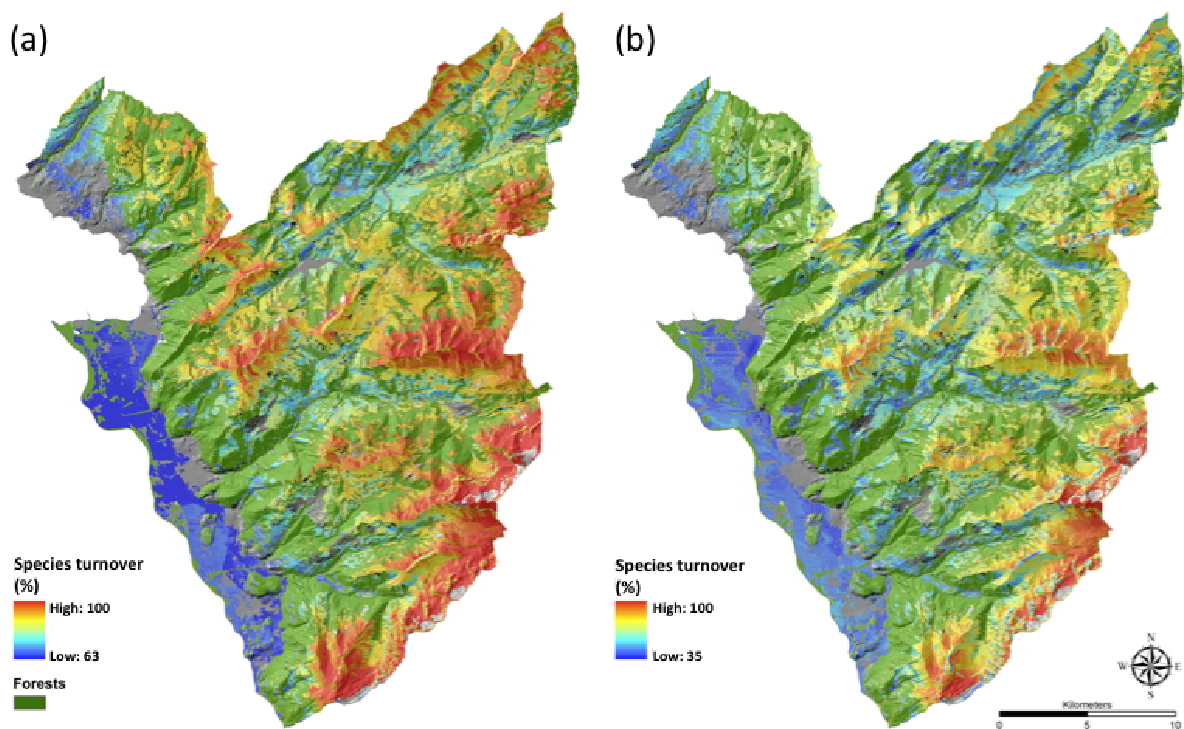 (a)
(b)
Species turnover
(%)
High: 100
Low: 63
Forests
Species turnover
(%)
High: 100
Low: 35
N
W
E
S
Kilometers
0
5
10